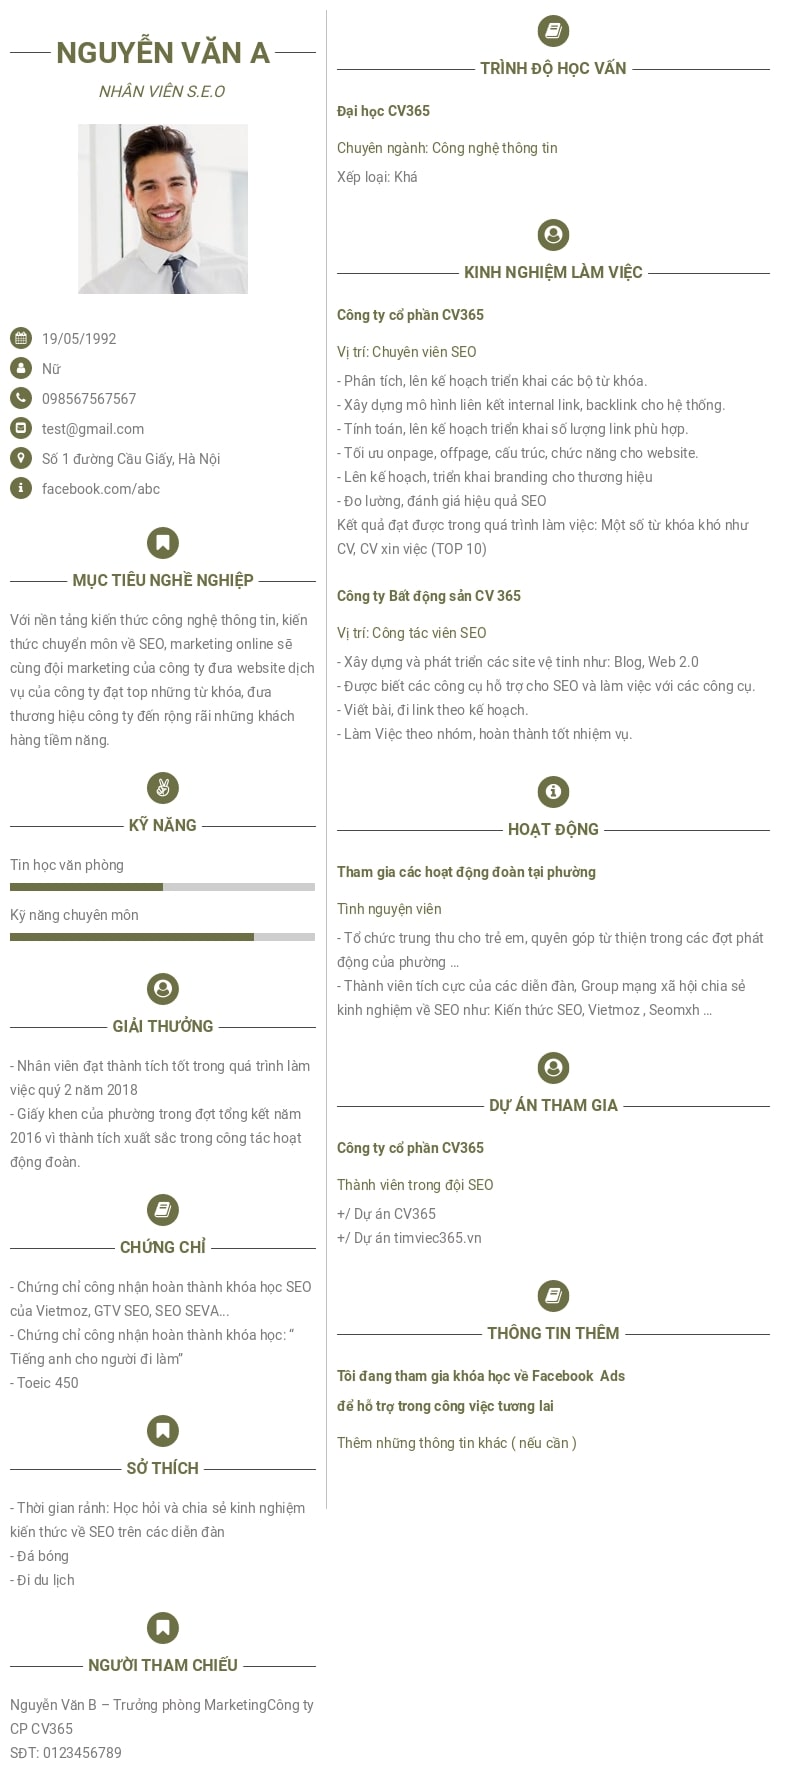 NGUYỄN VĂN A
NHÂN VIÊN S.E.O
19/05/1992
Nữ
098567567567
test@gmail.com
Số 1 đường Cầu Giấy, Hà Nội
facebook.com/abc
MỤC TIÊU NGHỀ NGHIỆP
Với nền tảng kiến thức công nghệ thông tin, kiến
thức chuyển môn về SEO, marketing online sẽ
cùng đội marketing của công ty đưa website dịch
vụ của công ty đạt top những từ khóa, đưa
thương hiệu công ty đến rộng rãi những khách
hàng tiềm năng.
KỸ NĂNG
Tin học văn phòng
Kỹ năng chuyên môn
GIẢI THƯỞNG
- Nhân viên đạt thành tích tốt trong quá trình làm
việc quý 2 năm 2018
- Giấy khen của phường trong đợt tổng kết năm
2016 vì thành tích xuất sắc trong công tác hoạt
động đoàn.
CHỨNG CHỈ
- Chứng chỉ công nhận hoàn thành khóa học SEO
của Vietmoz, GTV SEO, SEO SEVA...
- Chứng chỉ công nhận hoàn thành khóa học: “
Tiếng anh cho người đi làm”
- Toeic 450
SỞ THÍCH
- Thời gian rảnh: Học hỏi và chia sẻ kinh nghiệm
kiến thức về SEO trên các diễn đàn
- Đá bóng
- Đi du lịch
NGƯỜI THAM CHIẾU
Nguyễn Văn B – Trưởng phòng MarketingCông ty
CP CV365
SĐT: 0123456789
TRÌNH ĐỘ HỌC VẤN
Đại học CV365
Chuyên ngành: Công nghệ thông tin
Xếp loại: Khá
KINH NGHIỆM LÀM VIỆC
Công ty cổ phần CV365
Vị trí: Chuyên viên SEO
- Phân tích, lên kế hoạch triển khai các bộ từ khóa.
- Xây dựng mô hình liên kết internal link, backlink cho hệ thống.
- Tính toán, lên kế hoạch triển khai số lượng link phù hợp.
- Tối ưu onpage, offpage, cấu trúc, chức năng cho website.
- Lên kế hoạch, triển khai branding cho thương hiệu
- Đo lường, đánh giá hiệu quả SEO
Kết quả đạt được trong quá trình làm việc: Một số từ khóa khó như
CV, CV xin việc (TOP 10)
Công ty Bất động sản CV 365
Vị trí: Công tác viên SEO
- Xây dựng và phát triển các site vệ tinh như: Blog, Web 2.0
- Được biết các công cụ hỗ trợ cho SEO và làm việc với các công cụ.
- Viết bài, đi link theo kế hoạch.
- Làm Việc theo nhóm, hoàn thành tốt nhiệm vụ.
HOẠT ĐỘNG
Tham gia các hoạt động đoàn tại phường
Tình nguyện viên
- Tổ chức trung thu cho trẻ em, quyên góp từ thiện trong các đợt phát
động của phường ...
- Thành viên tích cực của các diễn đàn, Group mạng xã hội chia sẻ
kinh nghiệm về SEO như: Kiến thức SEO, Vietmoz , Seomxh ...
DỰ ÁN THAM GIA
Công ty cổ phần CV365
Thành viên trong đội SEO
+/ Dự án CV365
+/ Dự án timviec365.vn
THÔNG TIN THÊM
Tôi đang tham gia khóa học về Facebook Ads
để hỗ trợ trong công việc tương lai
Thêm những thông tin khác ( nếu cần )